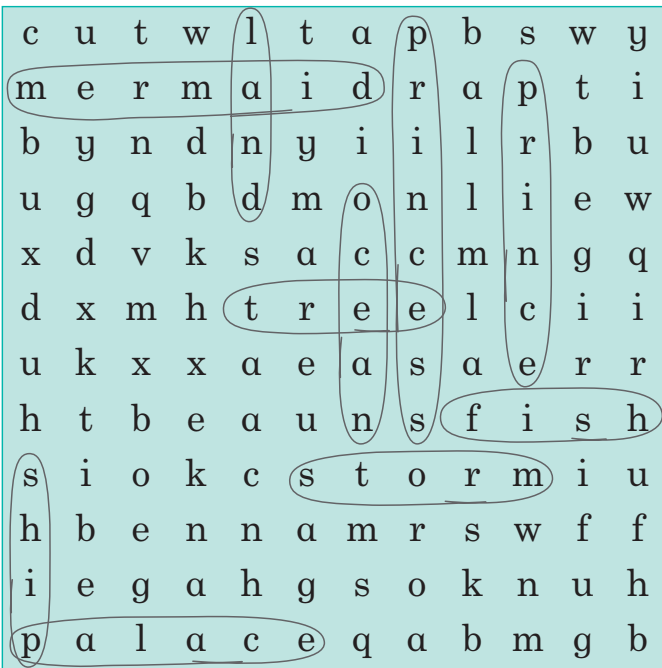 c u t w l t a p b s w y
m e r m a i d r a p t i
b y n d n y i i l r b u
u g q b d m o n l i e w
x d v k s a c c m n g q
d x m h t r e e l c i i
u k x x a e a s a e r r
h t b e a u n s f i s h
s i o k c s t o r m i u
h b e n n a m r s w f f
i e g a h g s o k n u h
p a l a c e q a b m g b